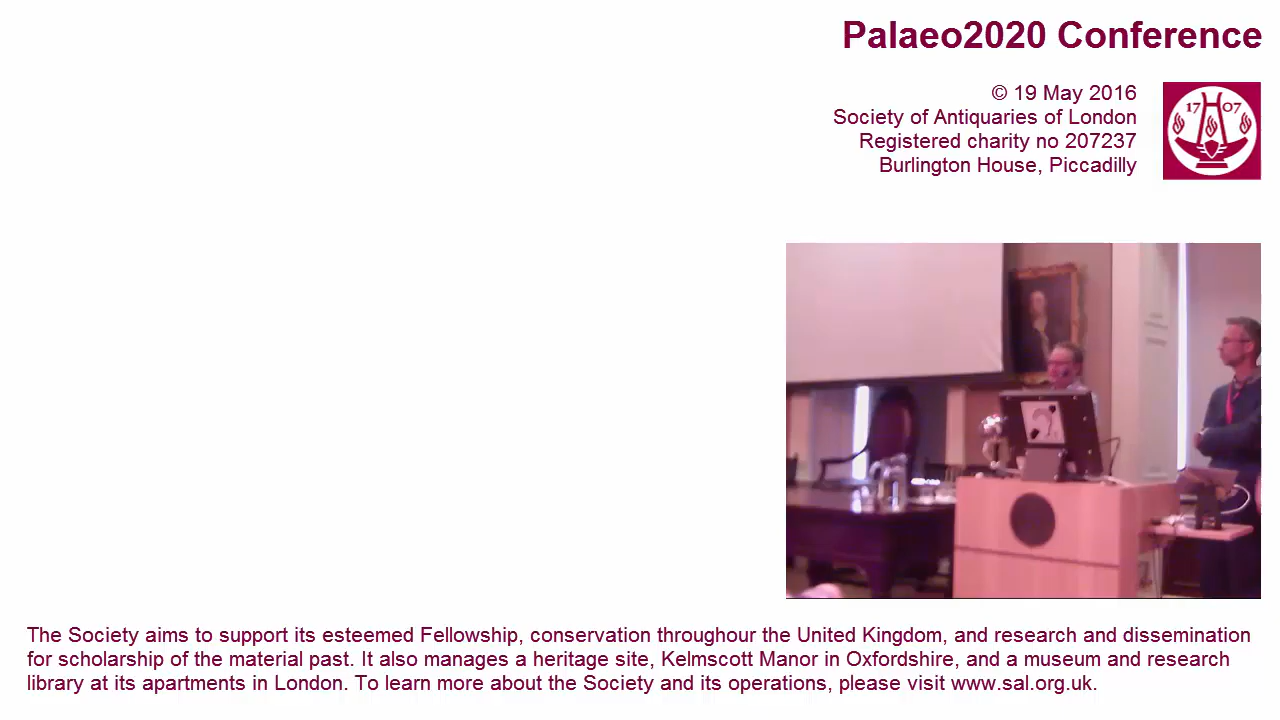 Palaeo2020 Conference
© 19 May 2016
Society of Antiquaries of London
Registered charity no 207237
Burlington House, Piccadilly
17 07
The Society aims to support its esteemed Fellowship, conservation throughour the United Kingdom, and research and dissemination
for scholarship of the material past. It also manages a heritage site, Kelmscott Manor in Oxfordshire, and a museum and research
library at its apartments in London. To learn more about the Society and its operations, please visit www.sal.org.uk.